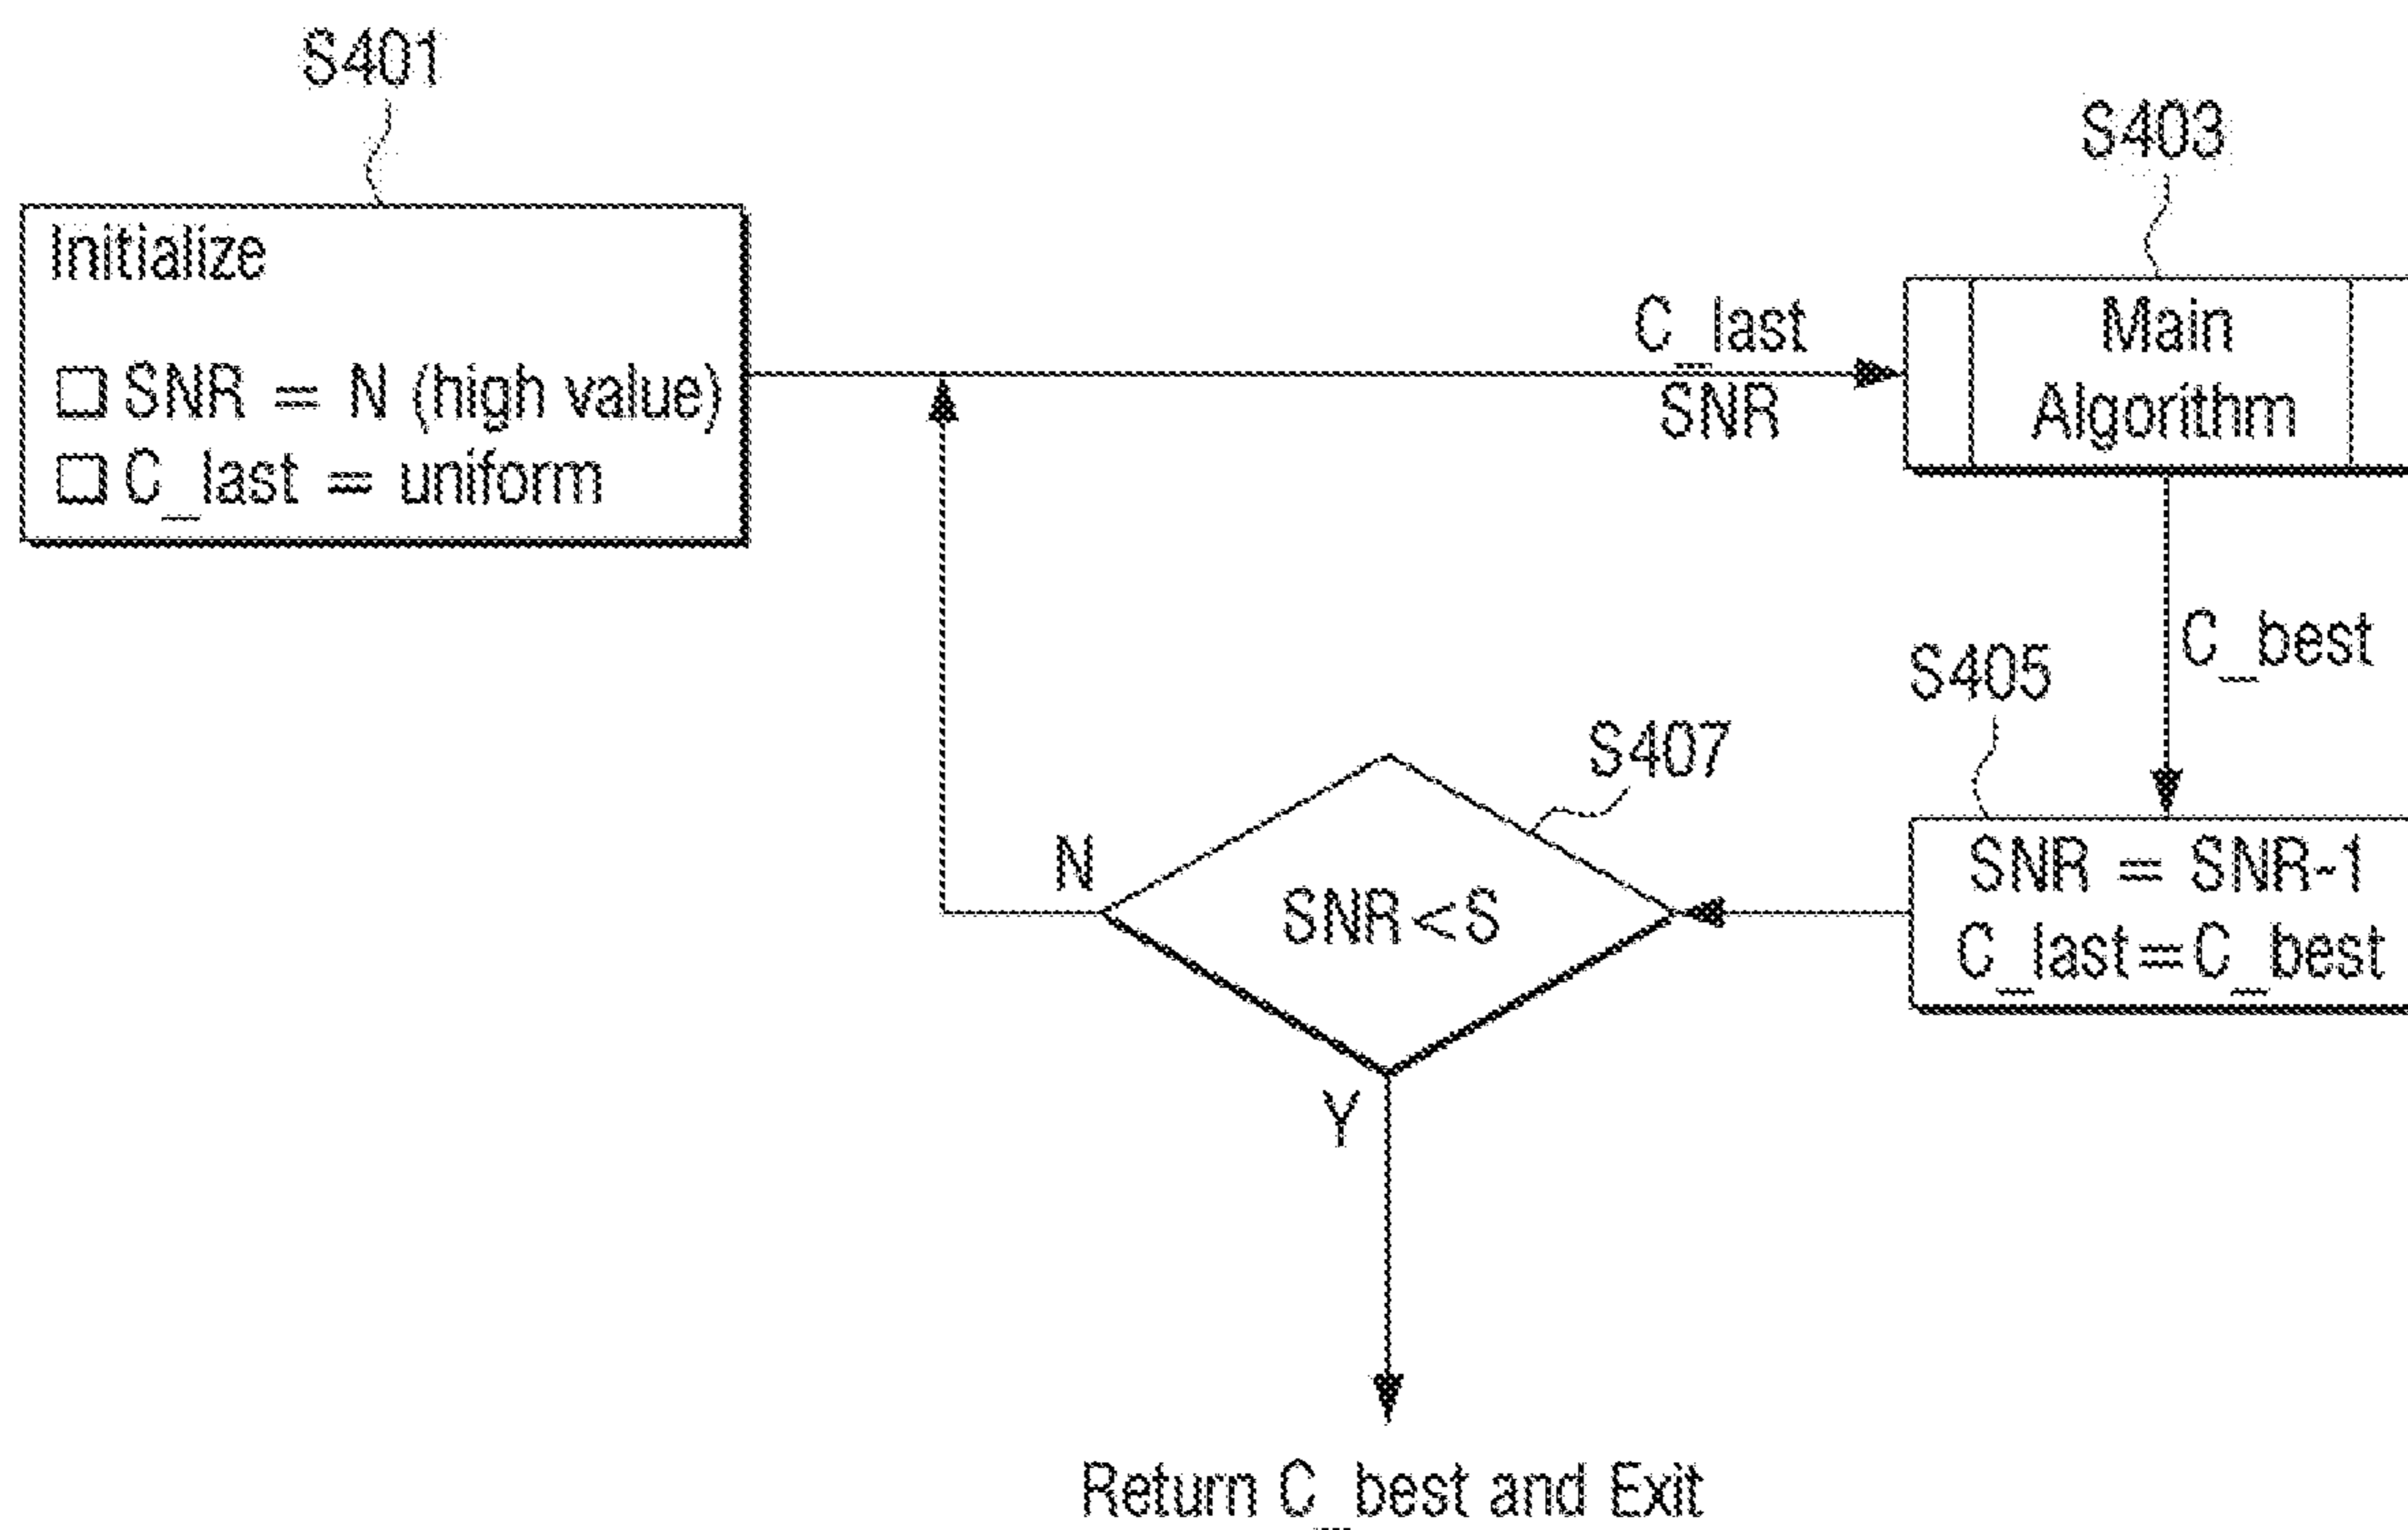 S401
Initialize
SNR = N (high value)
C_last = uniform
C_last
SNR
S403
Main
Algorithm
C_best
S405
SNR = SNR-1
C_last=C_best
S407
SNR<S
N
Y
Return C_best and Exit